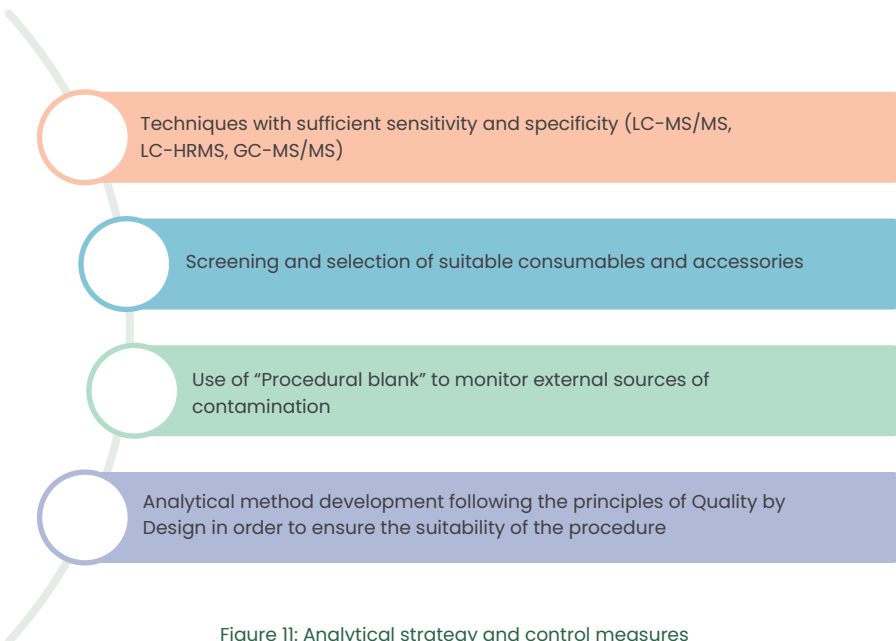 Techniques with sufficient sensitivity and specificity (LC-MS/MS,
LC-HRMS, GC-MS/MS)
Screening and selection of suitable consumables and accessories
Use of “Procedural blank” to monitor external sources of
contamination
Analytical method development following the principles of Quality by
Design in order to ensure the suitability of the procedure
Figure 11: Analytical strategy and control measures